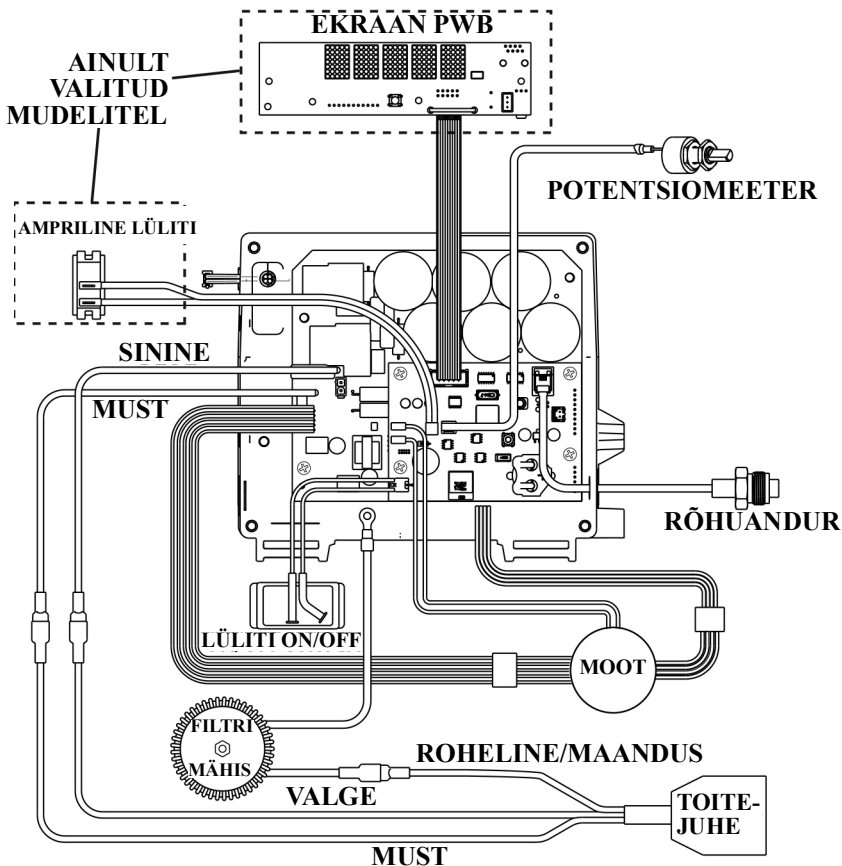 EKRAAN PWB
AINULT
VALITUD
MUDELITEL
POTENTSIOMEETER
AMPRILINE LÜLITI
SININE
MUST
RÕHUANDUR
LÜLITI ON/OFF
MOOT
FILTRI
MÄHIS
ROHELINE/MAANDUS
VALGE
TOITE-
JUHE
MUST